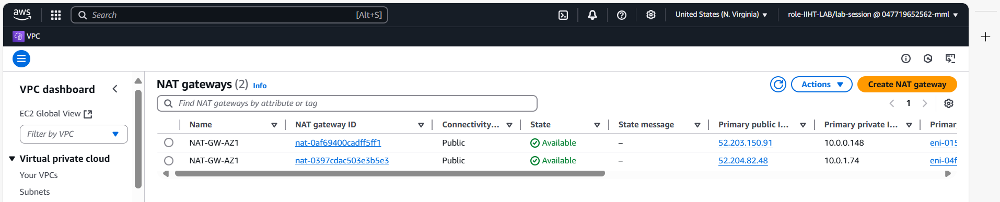 aws
Search [Alt+S] United States (N. Virginia) role-IIHT-LAB/lab-session @ 047719652562-mml
VPC
VPC dashboard
EC2 Global View
Filter by VPC
Virtual private cloud
Your VPCs
Subnets
NAT gateways (2) Info
Actions
Create NAT gateway
Find NAT gateways by attribute or tag
1
Name NAT gateway ID Connectivity... State State message Primary public I... Primary private I... Primar
NAT-GW-AZ1 nat-0af69400cadff5ff1 Public Available – 52.203.150.91 10.0.0.148 eni-015
NAT-GW-AZ1 nat-0397cdac503e3b5e3 Public Available – 52.204.82.48 10.0.1.74 eni-04f